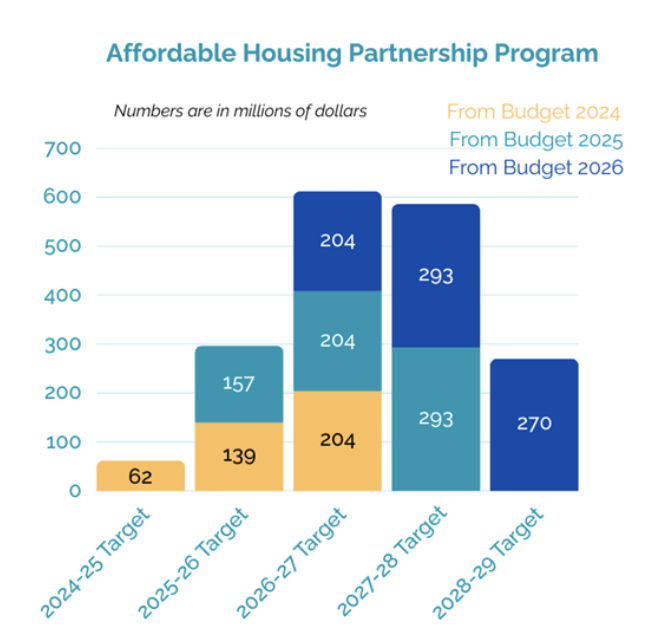 Affordable Housing Partnership Program
Numbers are in millions of dollars
From Budget 2024
From Budget 2025
From Budget 2026
700
600
500
400
300
200
100
0
62
157
139
204
204
204
293
293
270
2024-25 Target
2025-26 Target
2026-27 Target
2027-28 Target
2028-29 Target